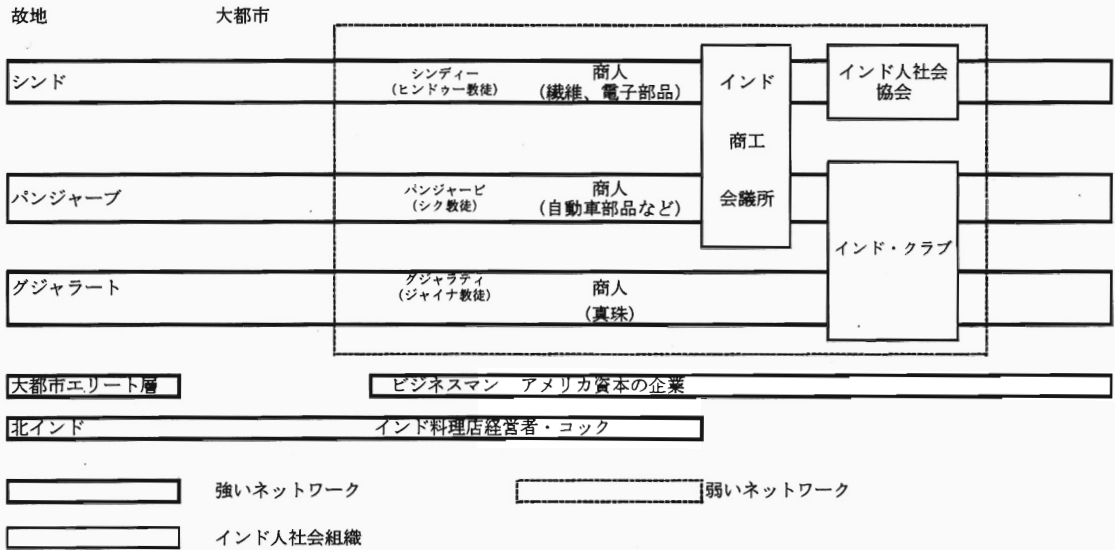 故地
大都市
シンド
シンディー
(ヒンドゥー教徒)
商人
(繊維、電子部品)
インド
商工
会議所
インド人社会
協会
パンジャーブ
パンジャービ
(シク教徒)
商人
(自動車部品など)
インド・クラブ
グジャラート
グジャラティ
(ジャイナ教徒)
商人
(真珠)
大都市エリート層
ビジネスマン アメリカ資本の企業
北インド
インド料理店経営者・コック
強いネットワーク
弱いネットワーク
インド人社会組織